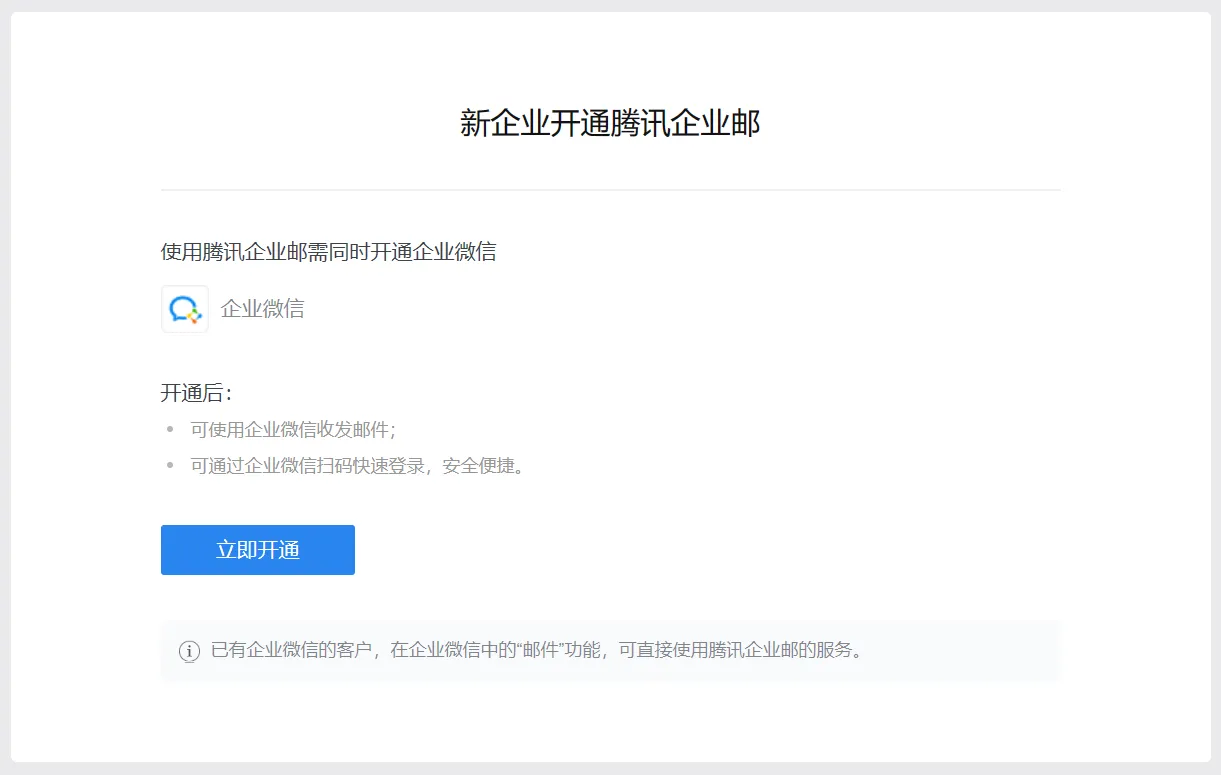 新企业开通腾讯企业邮
使用腾讯企业邮需同时开通企业微信
企业微信
开通后：
• 可使用企业微信收发邮件；
• 可通过企业微信扫码快速登录，安全便捷。
立即开通
已有企业微信的客户，在企业微信中的“邮件”功能，可直接使用腾讯企业邮的服务。